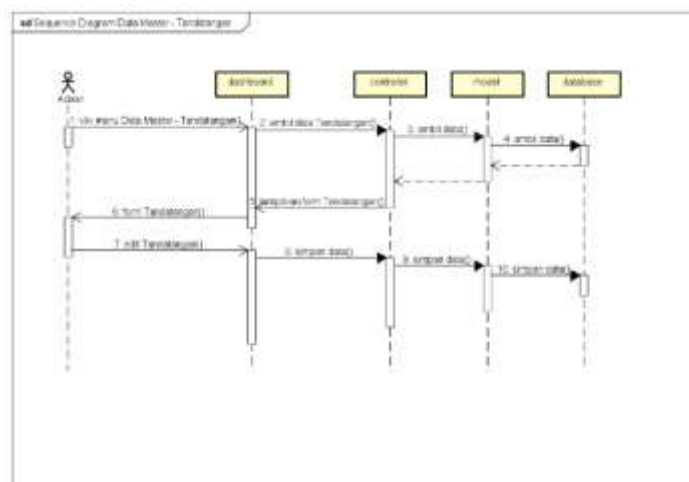 sd Sequence Diagram Data Master - Tandatangan
dashboard
controller
model
database
Admin
1. klik menu Data Master - Tandatangan()
2. ambil data Tandatangan()
3. ambil data()
4. ambil data()
5. tampilkan form Tandatangan()
6. form Tandatangan()
7. edit Tandatangan()
8. simpan data()
9. simpan data()
10. simpan data()